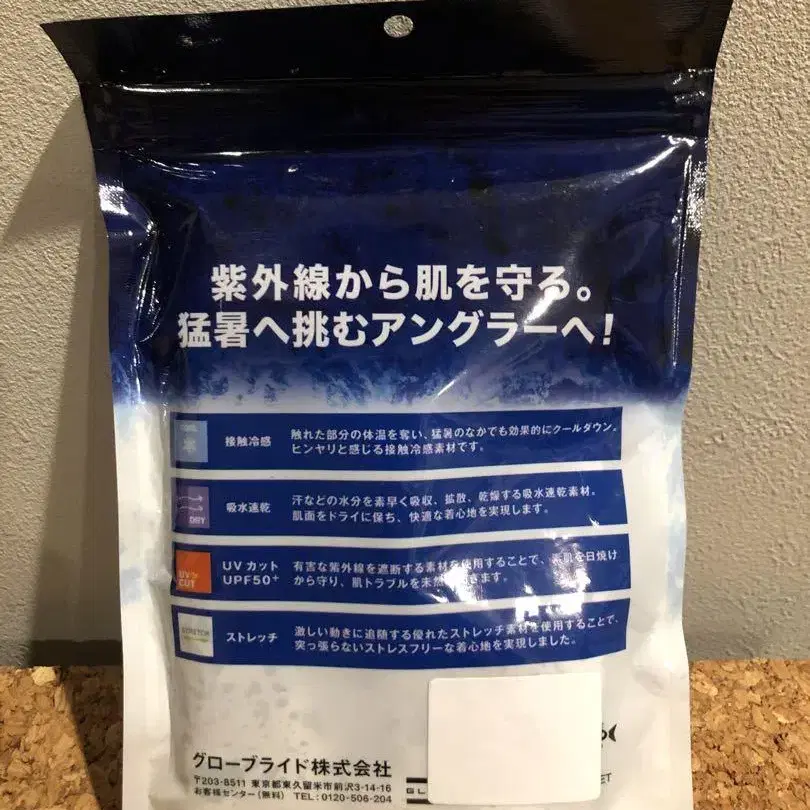 紫外線から肌を守る。
猛暑へ挑むアングラーへ!
接触冷感
触れた部分の体温を奪い、猛暑のなかでも効果的にクールダウン。
ヒンヤリと感じる接触冷感素材です。
DRY
吸水速乾
汗などの水分を素早く吸収、拡散、乾燥する吸水速乾素材。
肌面をドライに保ち、快適な着心地を実現します。
UV
CUT
UVカット
UPF50+
有害な紫外線を遮断する素材を使用することで、素肌を日焼け
から守り、肌トラブルを未然 きます。
STRETCH
ストレッチ
激しい動きに追随する優れたストレッチ素材を使用することで、
突っ張らないストレスフリーな着心地を実現しました。
グローブライド株式会社
〒203-8511 東京都東久留米市前沢3-14-16
お客様センター(無料) TEL:0120-506-204
GL
ET